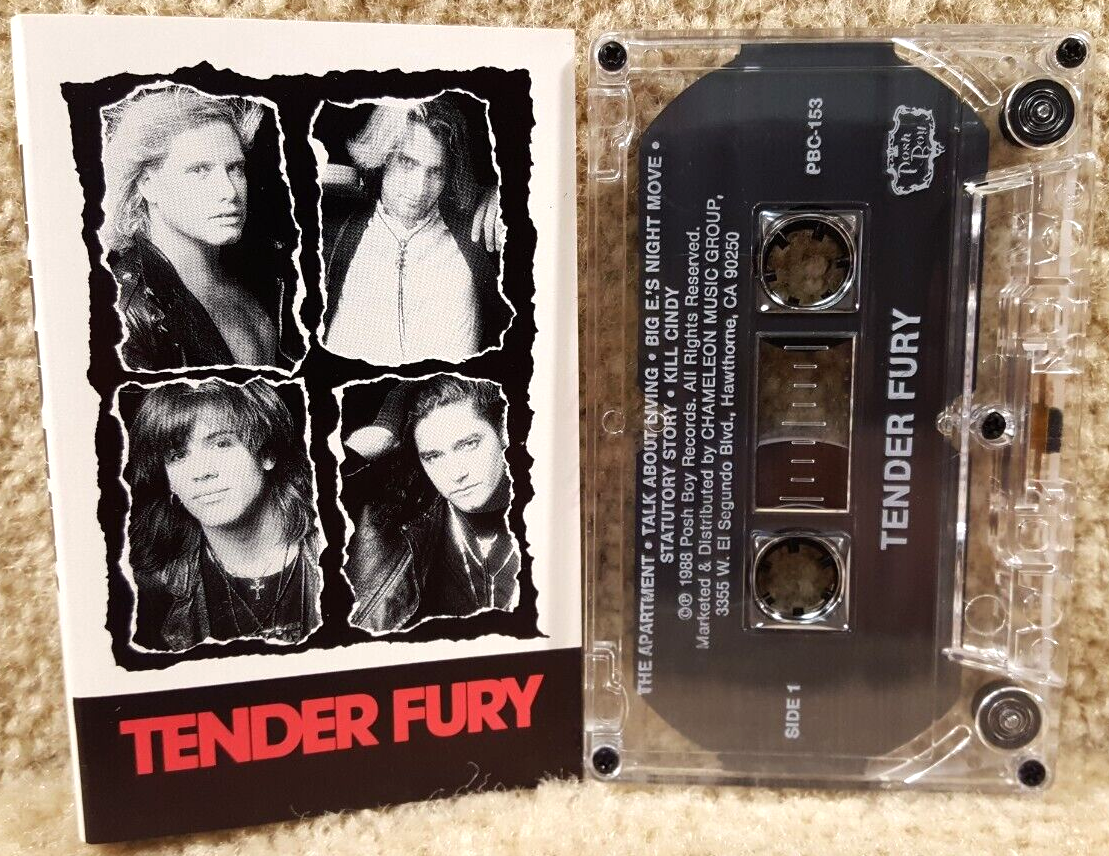 TENDER FURY
THE APARTMENT • TALK ABOUT LIVING • BIG E.'S NIGHT MOVE •
STATUTORY STORY • KILL CINDY
©℗ 1988 Posh Boy Records. All Rights Reserved.
Marketed & Distributed by CHAMELEON MUSIC GROUP,
3355 W. El Segundo Blvd., Hawthorne, CA 90250
SIDE 1
PBC-153
TENDER FURY
Posh
Boy